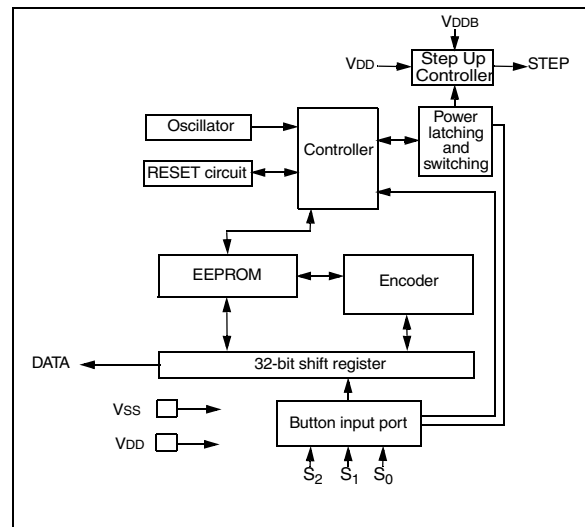 VDDB
VDD
Step Up
Controller
STEP
Oscillator
Controller
Power
latching
and
switching
RESET circuit
EEPROM
Encoder
DATA
32-bit shift register
VSS
Button input port
VDD
S2 S1 S0